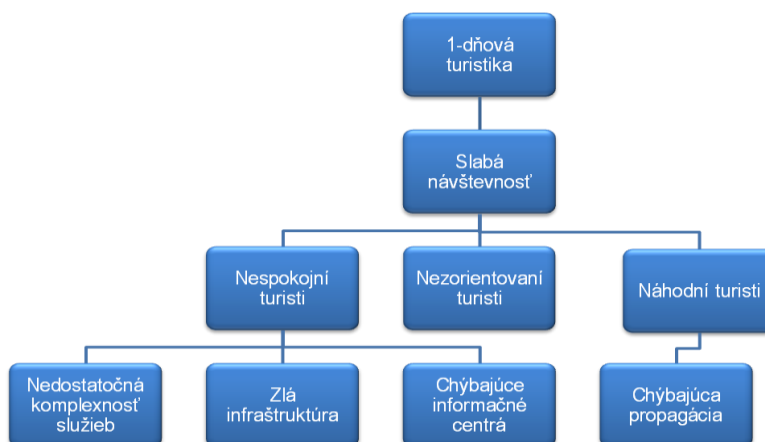 1-dňová
turistika
Slabá
návštevnosť
Nespokojní
turisti
Nezorientovaní
turisti
Náhodní turisti
Nedostatočná
komplexnosť
služieb
Zlá
infraštruktúra
Chýbajúce
informačné
centrá
Chýbajúca
propagácia